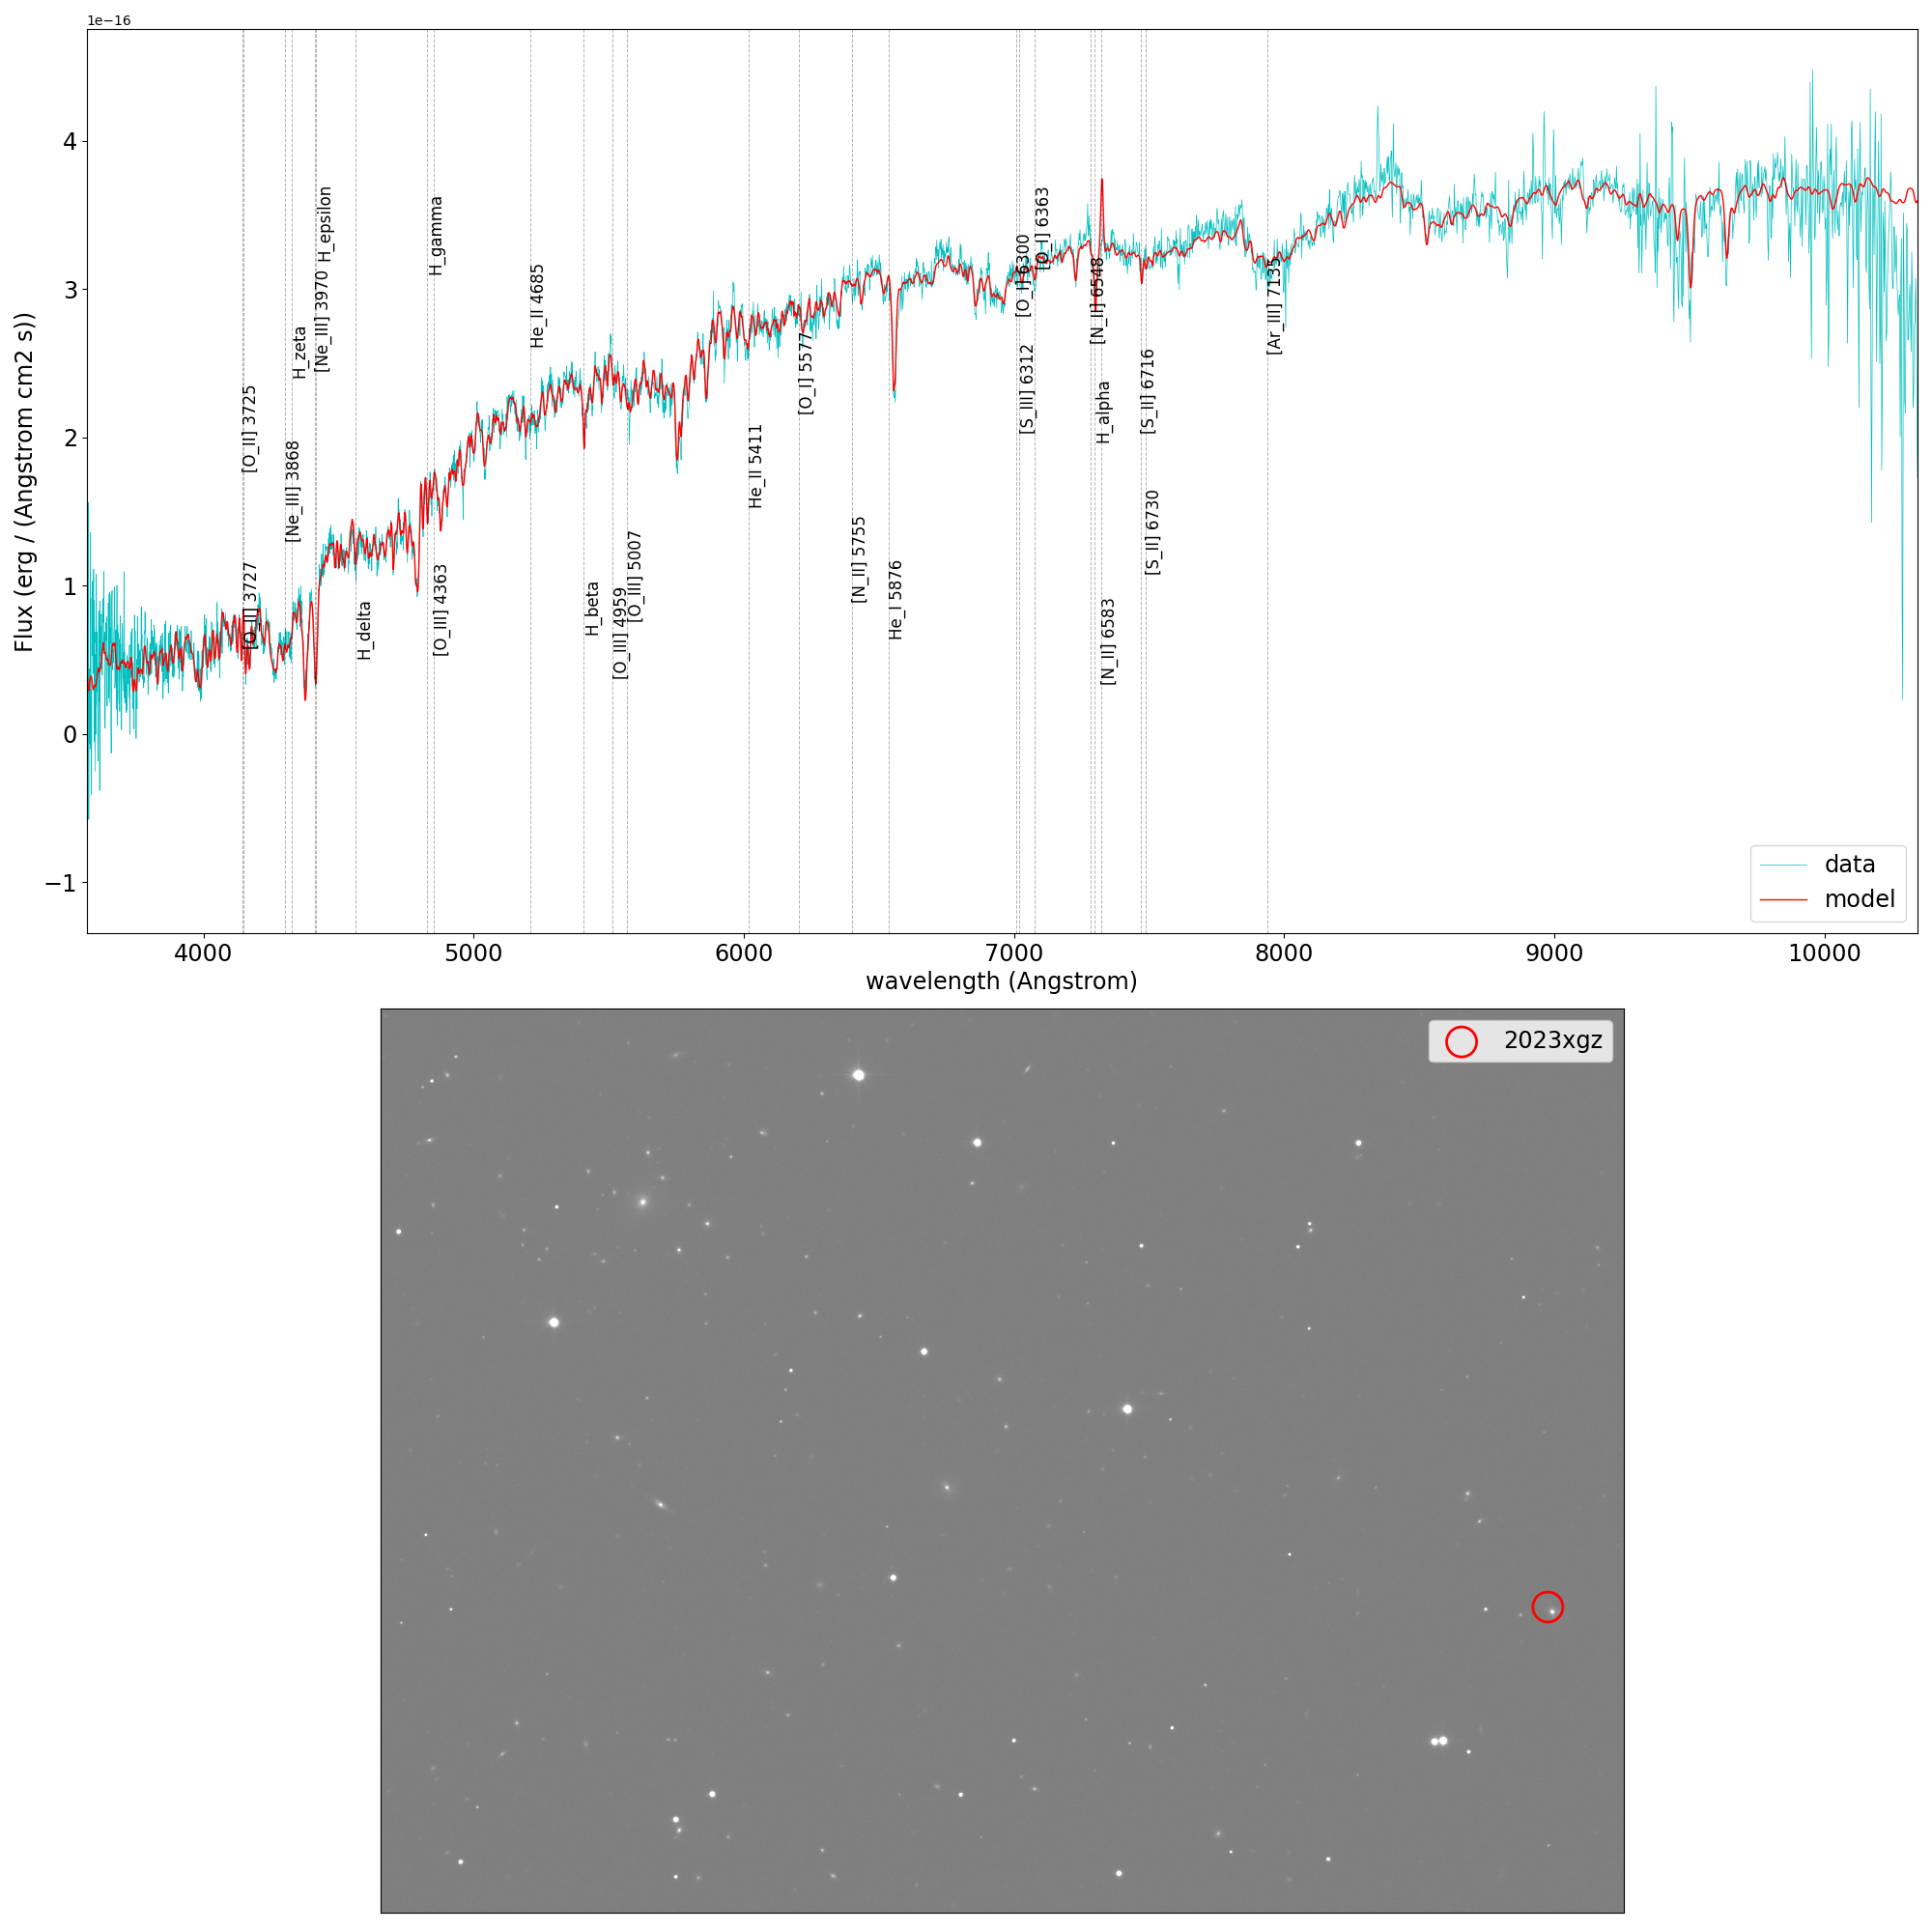 1e−16
Flux (erg / (Angstrom cm2 s))
4
3
2
1
0
−1
[O_II] 3725
[O_II] 3727
[Ne_III] 3868
H_zeta
[Ne_III] 3970
H_epsilon
H_delta
H_gamma
[O_III] 4363
He_II 4685
H_beta
[O_III] 4959
[O_III] 5007
He_II 5411
[O_I] 5577
[N_II] 5755
He_I 5876
[O_I] 6300
[S_III] 6312
[O_I] 6363
[N_II] 6548
H_alpha
[N_II] 6583
[S_II] 6716
[S_II] 6730
[Ar_III] 7135
data
model
4000 5000 6000 7000 8000 9000 10000
wavelength (Angstrom)
2023xgz